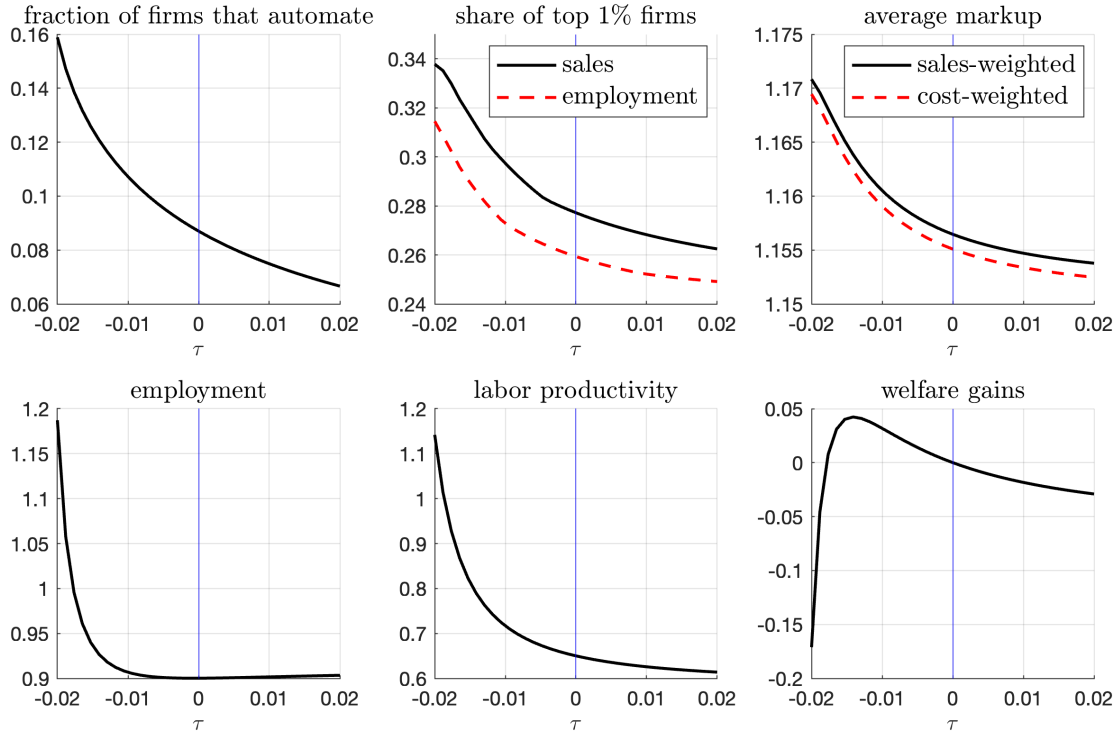 fraction of firms that automate
0.16
0.14
0.12
0.1
0.08
0.06
-0.02 -0.01 0 0.01 0.02
τ
share of top 1% firms
sales
employment
0.34
0.32
0.3
0.28
0.26
0.24
-0.02 -0.01 0 0.01 0.02
τ
average markup
sales-weighted
cost-weighted
1.175
1.17
1.165
1.16
1.155
1.15
-0.02 -0.01 0 0.01 0.02
τ
employment
1.2
1.15
1.1
1.05
1
0.95
0.9
-0.02 -0.01 0 0.01 0.02
τ
labor productivity
1.2
1.1
1
0.9
0.8
0.7
0.6
-0.02 -0.01 0 0.01 0.02
τ
welfare gains
0.05
0
-0.05
-0.1
-0.15
-0.2
-0.02 -0.01 0 0.01 0.02
τ